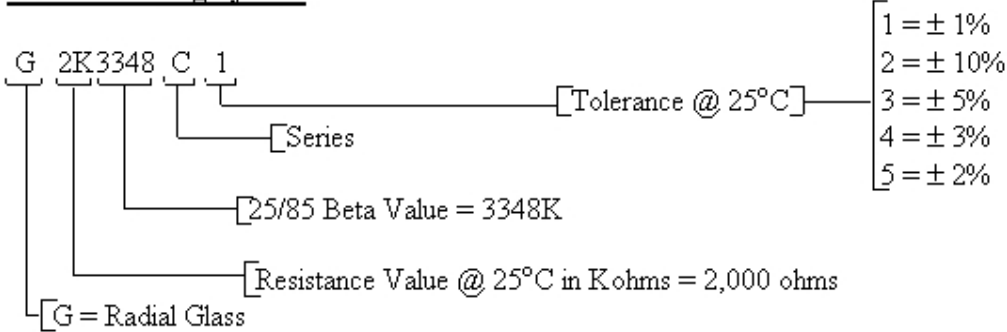 G 2K3348 C 1
Tolerance @ 25°C
1 = ± 1%
2 = ± 10%
3 = ± 5%
4 = ± 3%
5 = ± 2%
Series
25/85 Beta Value = 3348K
Resistance Value @ 25°C in Kohms = 2,000 ohms
G = Radial Glass